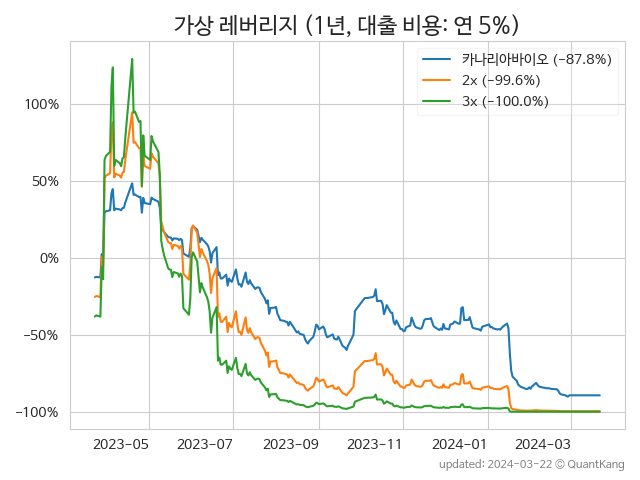 가상 레버리지 (1년, 대출 비용: 연 5%)
카나리아바이오 (−87.8%)
2x (−99.6%)
3x (−100.0%)
100%
50%
0%
−50%
−100%
2023-05 2023-07 2023-09 2023-11 2024-01 2024-03
updated: 2024-03-22 © QuantKang